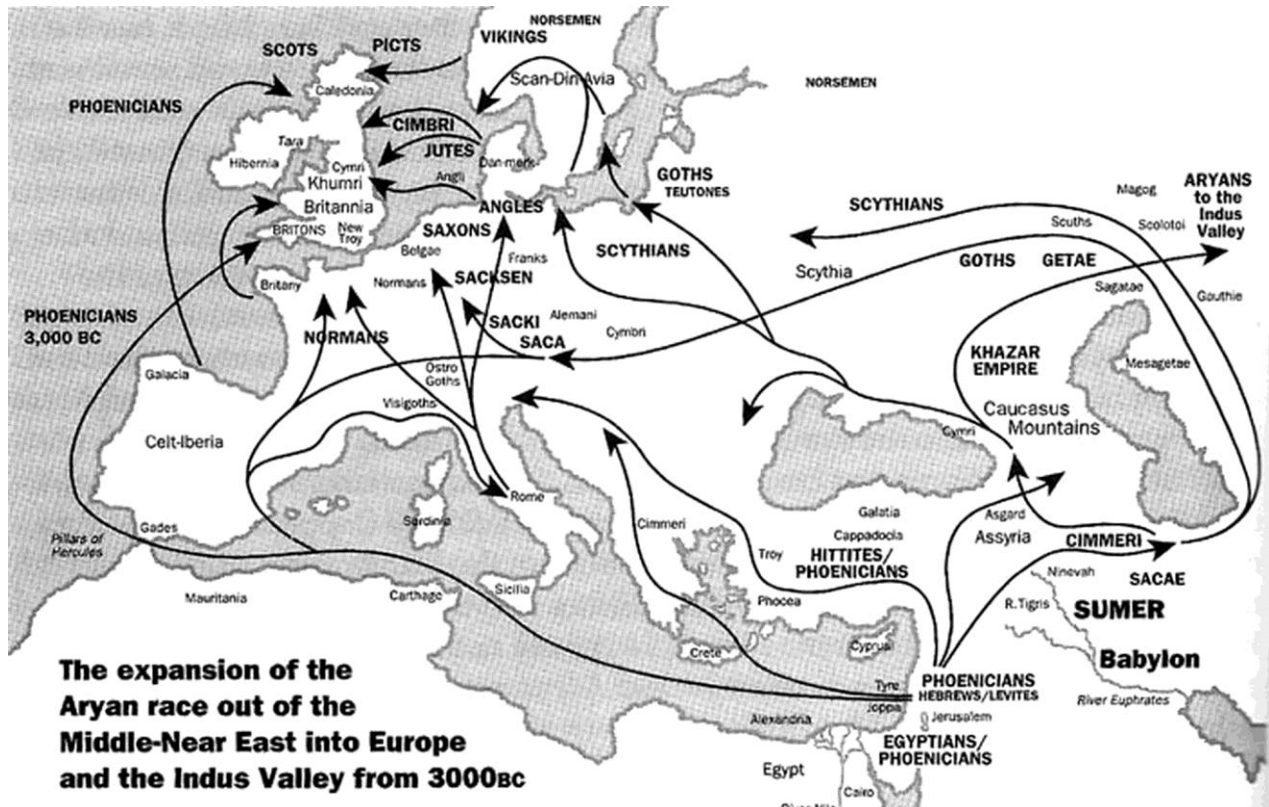 NORSEMEN
VIKINGS
SCOTS
PICTS
Scan-Din Avia
NORSEMEN
Caledonia
PHOENICIANS
CIMBRI
Tara
JUTES
Dan-merk
Hibernia
Cymri
Angli
GOTHS
TEUTONES
Khumri
Britannia
ANGLES
Magog
ARYANS
to the
Indus
Valley
SCYTHIANS
Scuths
Scolotoi
BRITONS
New
Troy
SAXONS
Belgae
SCYTHIANS
Franks
Scythia
GOTHS
GETAE
Britany
Normans
SACKSEN
Sagatae
Gauthie
PHOENICIANS
3,000 BC
NORMANS
SACKI
Alemani
Cymbri
SACA
KHAZAR
EMPIRE
Mesagetae
Galacia
Ostro
Goths
Visigoths
Caucasus
Mountains
Celt-Iberia
Cymri
Rome
Sardinia
Gades
Pillars of
Hercules
Cimmeri
Galatia
Cappadocia
Asgard
Assyria
CIMMERI
Troy
HITTITES/
PHOENICIANS
Ninevah
SACAE
Mauritania
Carthage
Sicilia
Phocea
R.Tigris
SUMER
Crete
Cyprus
Babylon
The expansion of the
Aryan race out of the
Middle-Near East into Europe
and the Indus Valley from 3000BC
Tyre
Joppa
PHOENICIANS
HEBREWS/LEVITES
River Euphrates
Alexandria
Jerusalem
EGYPTIANS/
PHOENICIANS
Egypt
Cairo